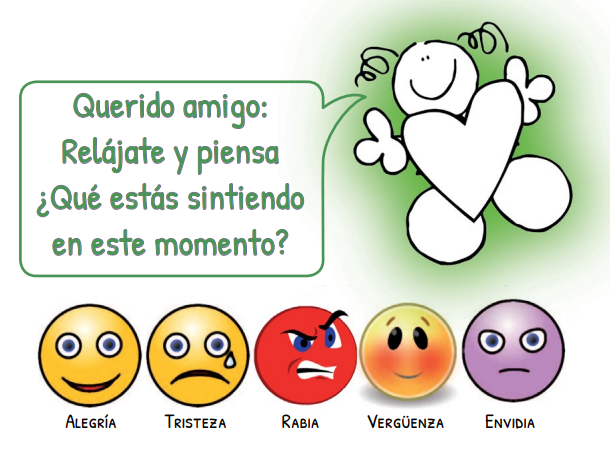 Querido amigo:
Relájate y piensa
¿Qué estás sintiendo
en este momento?
Alegría Tristeza Rabia Vergüenza Envidia